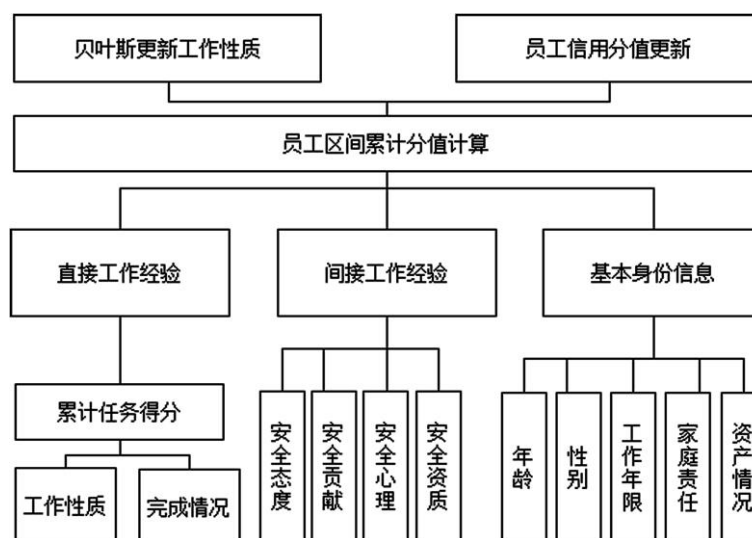 贝叶斯更新工作性质
员工信用分值更新
员工区间累计分值计算
直接工作经验
间接工作经验
基本身份信息
累计任务得分
工作性质
完成情况
安全态度
安全贡献
安全心理
安全资质
年龄
性别
工作年限
家庭责任
资产情况